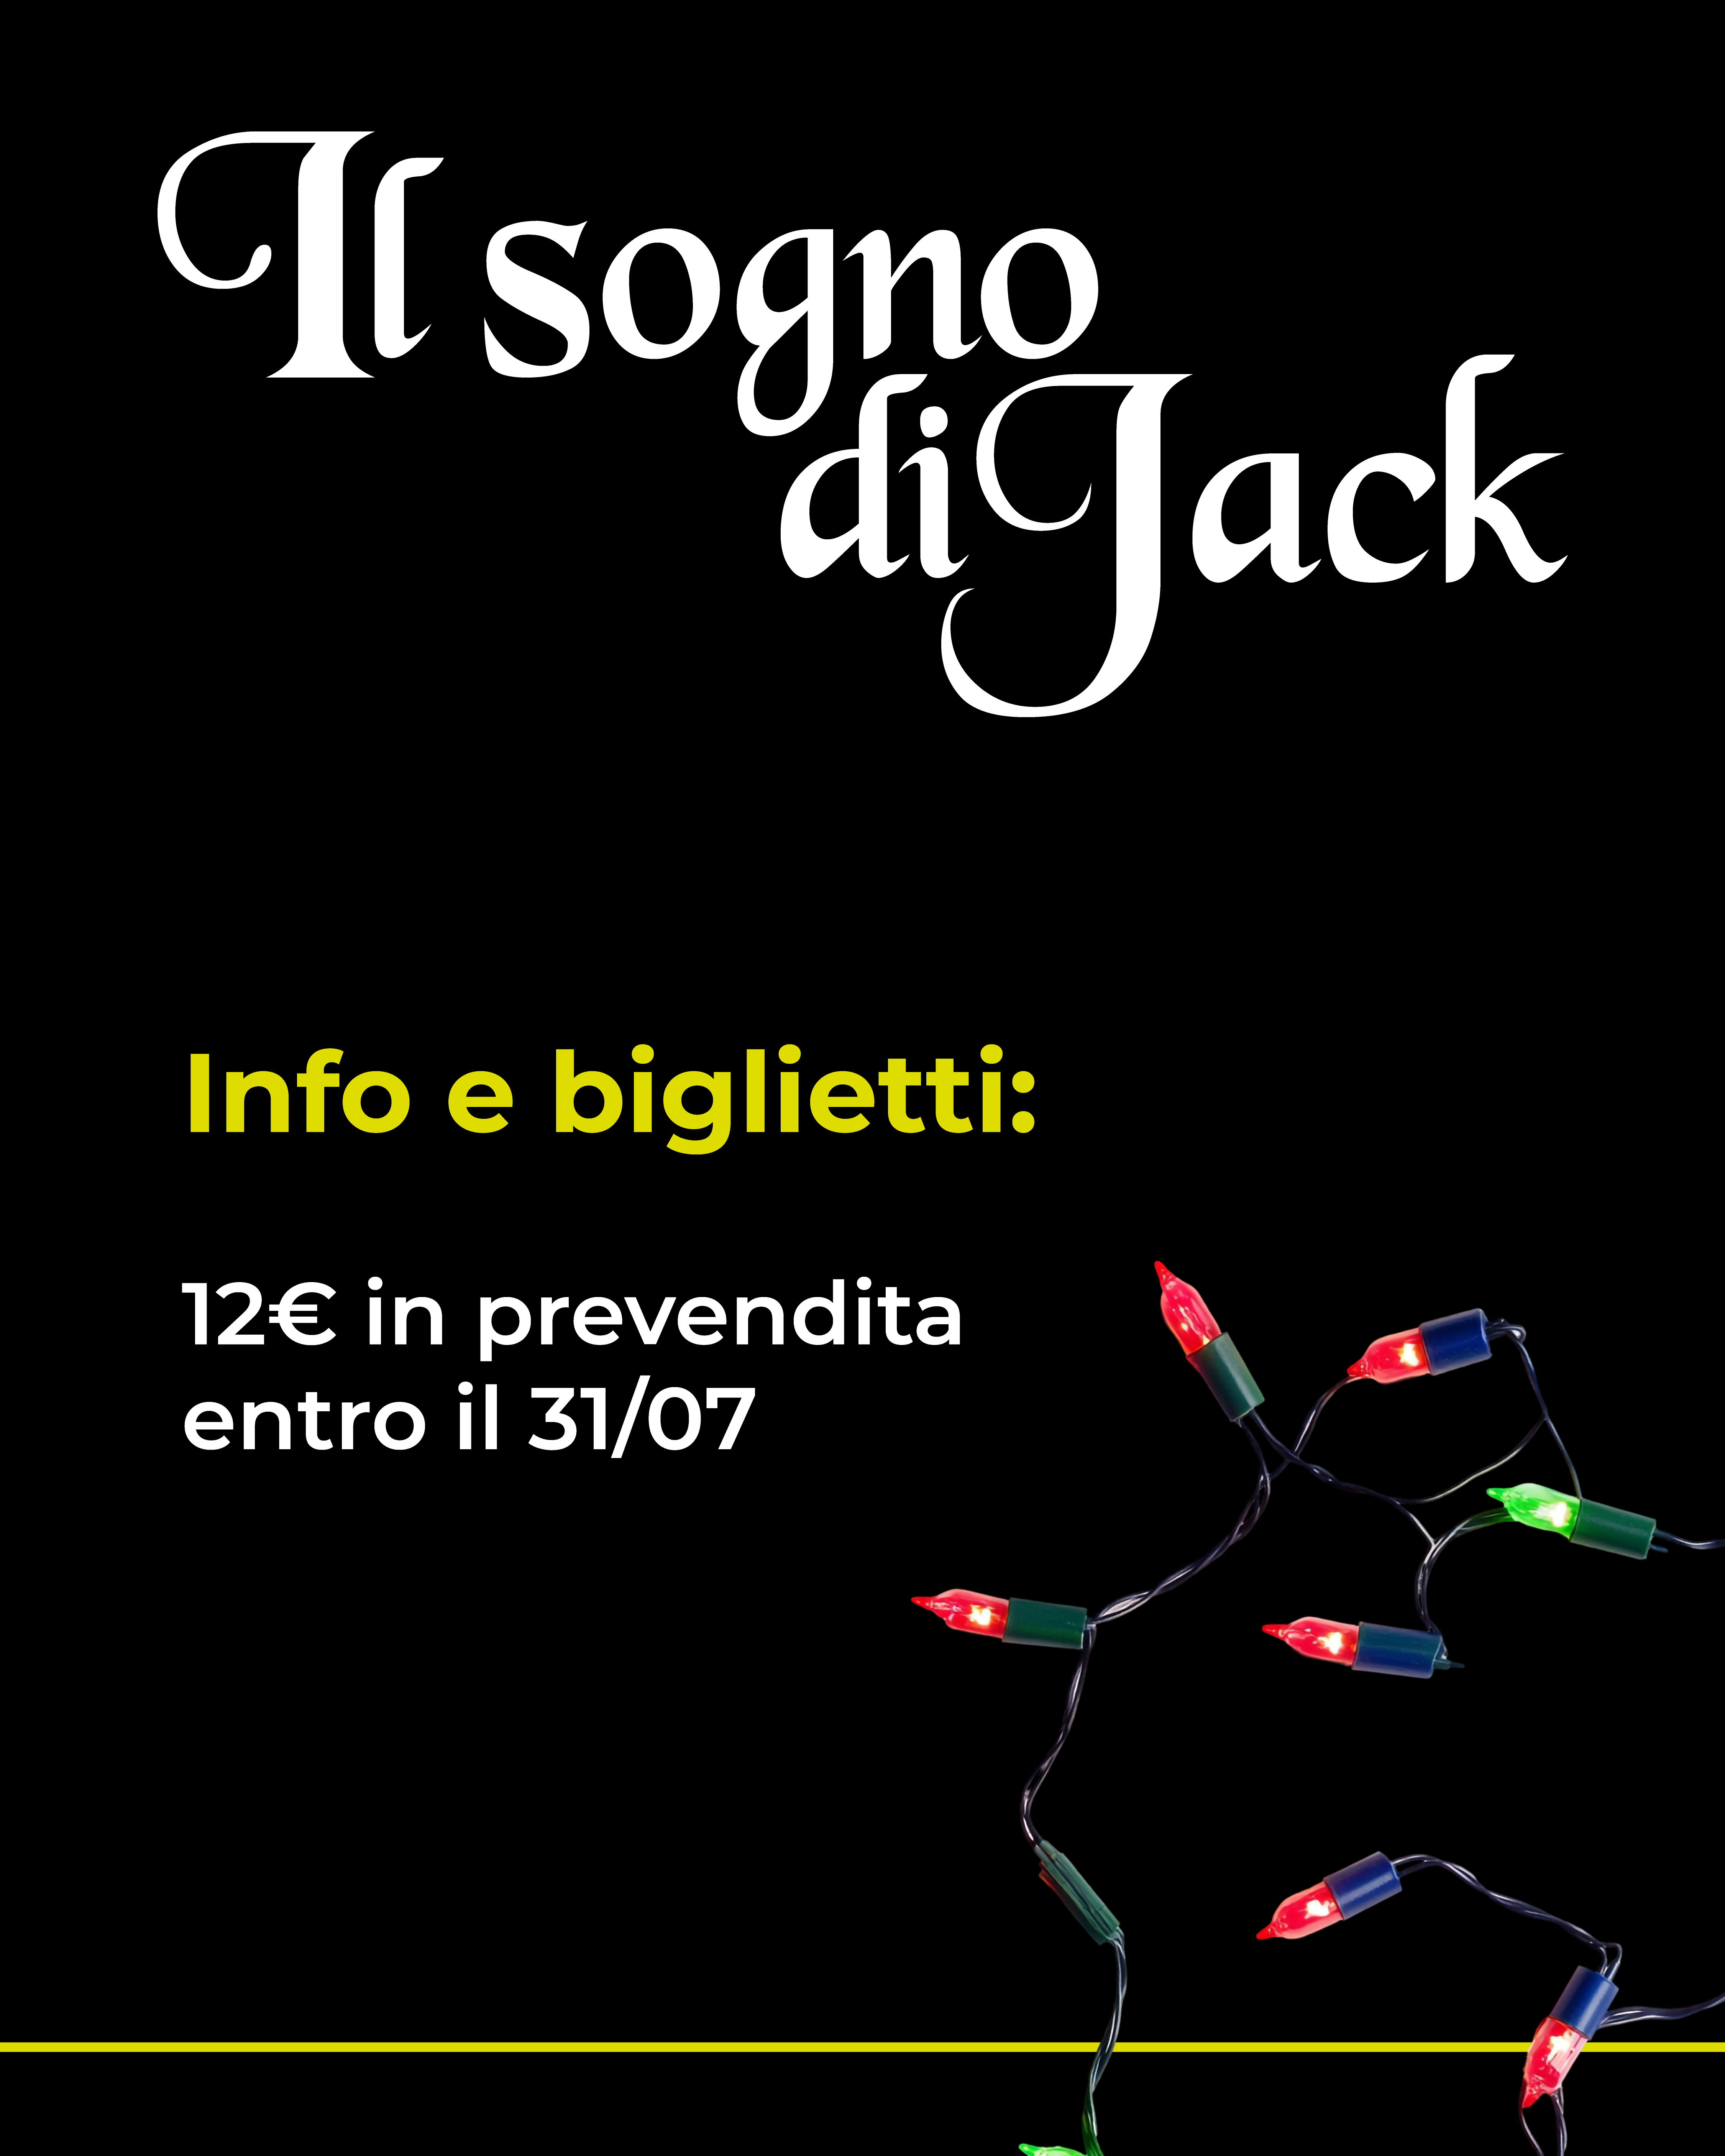 Il sogno
di Jack
Info e biglietti:
12€ in prevendita
entro il 31/07